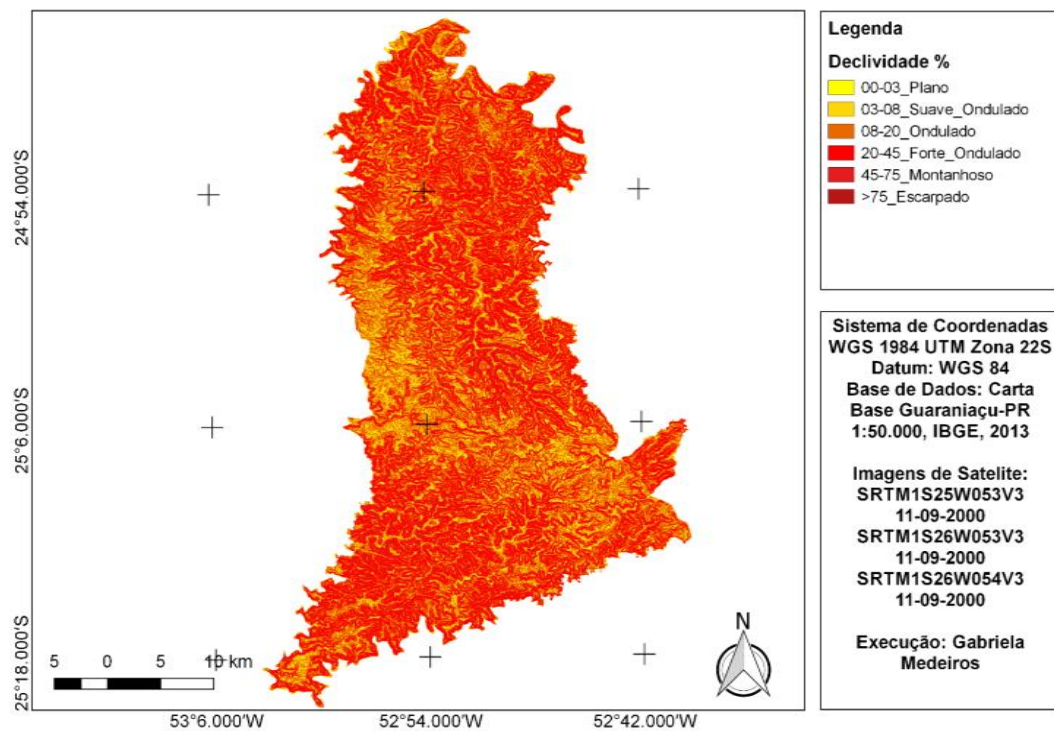 Legenda
Declividade %
00-03_Plano
03-08_Suave_Ondulado
08-20_Ondulado
20-45_Forte_Ondulado
45-75_Montanhoso
>75_Escarpado
24°54.000'S
25°6.000'S
25°18.000'S
5 0 5 10 km
N
53°6.000'W 52°54.000'W 52°42.000'W
Sistema de Coordenadas
WGS 1984 UTM Zona 22S
Datum: WGS 84
Base de Dados: Carta
Base Guaraniaçu-PR
1:50.000, IBGE, 2013
Imagens de Satelite:
SRTM1S25W053V3
11-09-2000
SRTM1S26W053V3
11-09-2000
SRTM1S26W054V3
11-09-2000
Execução: Gabriela
Medeiros